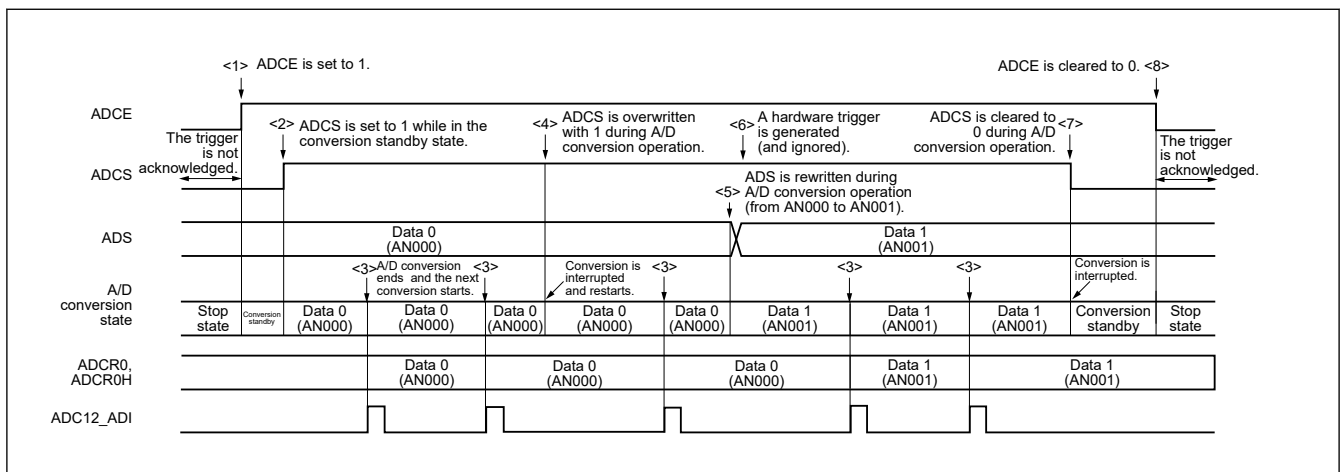 <1> ADCE is set to 1.
ADCE is cleared to 0. <8>
ADCE
The trigger
is not
acknowledged.
<2> ADCS is set to 1 while in the
conversion standby state.
<4> ADCS is overwritten
with 1 during A/D
conversion operation.
<6> A hardware trigger
is generated
(and ignored).
ADCS is cleared to <7>
0 during A/D
conversion operation.
The trigger
is not
acknowledged.
ADCS
ADS is rewritten during
<5> A/D conversion operation
(from AN000 to AN001).
ADS
Data 0
(AN000)
Data 1
(AN001)
<3> A/D conversion
ends and the next
conversion starts.
<3>
Conversion is
interrupted
and restarts.
<3>
<3>
<3>
Conversion is
interrupted.
A/D
conversion
state
Stop
state
Conversion
standby
Data 0
(AN000)
Data 0
(AN000)
Data 0
(AN000)
Data 0
(AN000)
Data 0
(AN000)
Data 1
(AN001)
Data 1
(AN001)
Data 1
(AN001)
Conversion
standby
Stop
state
ADCR0,
ADCR0H
Data 0
(AN000)
Data 0
(AN000)
Data 0
(AN000)
Data 1
(AN001)
Data 1
(AN001)
ADC12_ADI